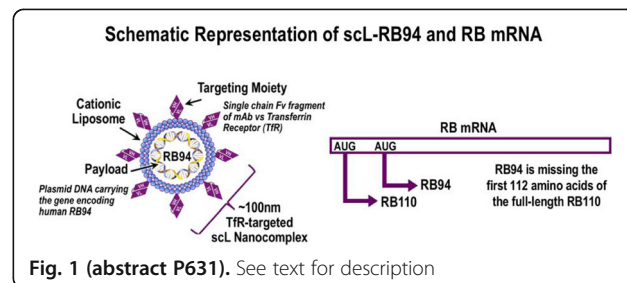 Schematic Representation of scL-RB94 and RB mRNA
Targeting Moiety
Single chain Fv fragment
of mAb vs Transferrin
Receptor (TfR)
Cationic
Liposome
Payload
Plasmid DNA carrying
the gene encoding
human RB94
RB94
~100nm
TfR-targeted
scL Nanocomplex
RB mRNA
AUG AUG
RB94
RB110
RB94 is missing the
first 112 amino acids of
the full-length RB110
Fig. 1 (abstract P631). See text for description